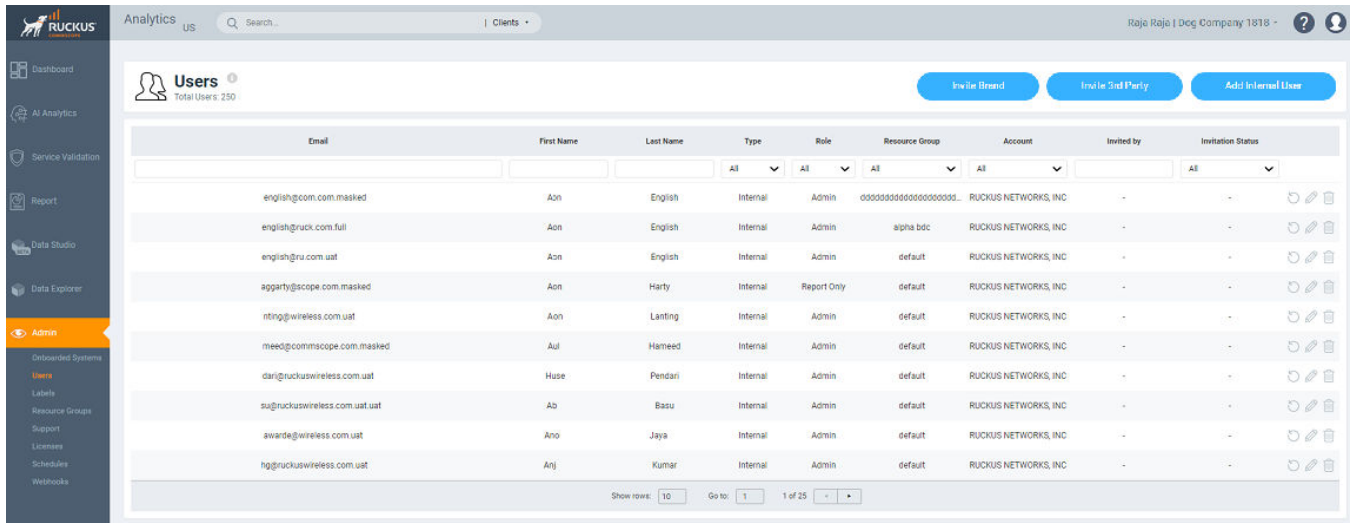 RUCKUS
COMMSCOPE
Analytics US
Search...
| Clients
Raja Raja | Dog Company 1818
?
Dashboard
AI Analytics
Service Validation
Report
Data Studio
Data Explorer
Admin
Onboarded Systems
Users
Labels
Resource Groups
Support
Licenses
Schedules
Webhooks
Users
Total Users: 250
Invite Brand
Invite 3rd Party
Add Internal User
Email First Name Last Name Type Role Resource Group Account Invited by Invitation Status
All All All All All
english@com.com.masked Aon English Internal Admin dddddddddddddddddddd... RUCKUS NETWORKS, INC - -
english@ruck.com.full Aon English Internal Admin alpha bdc RUCKUS NETWORKS, INC - -
english@ru.com.uat Aon English Internal Admin default RUCKUS NETWORKS, INC - -
aggarty@scope.com.masked Aon Harty Internal Report Only default RUCKUS NETWORKS, INC - -
nting@wireless.com.uat Aon Lanting Internal Admin default RUCKUS NETWORKS, INC - -
meed@commscope.com.masked Aul Hameed Internal Admin default RUCKUS NETWORKS, INC - -
dari@ruckuswireless.com.uat Huse Pendari Internal Admin default RUCKUS NETWORKS, INC - -
su@ruckuswireless.com.uat.uat Ab Basu Internal Admin default RUCKUS NETWORKS, INC - -
awarde@wireless.com.uat Ano Jaya Internal Admin default RUCKUS NETWORKS, INC - -
hg@ruckuswireless.com.uat Anj Kumar Internal Admin default RUCKUS NETWORKS, INC - -
Show rows: 10 Go to: 1 1 of 25